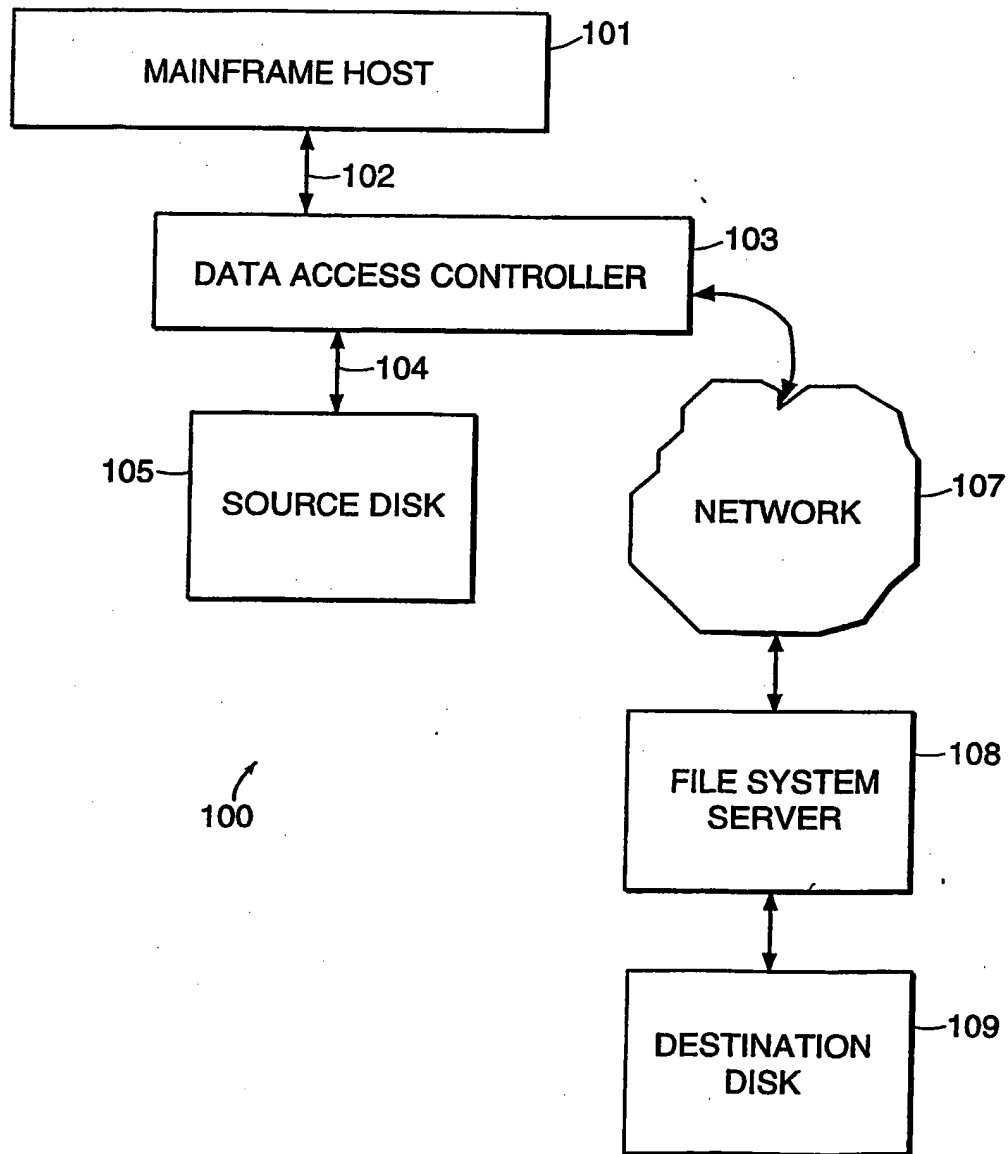 101
MAINFRAME HOST
102
103
DATA ACCESS CONTROLLER
104
105
SOURCE DISK
NETWORK
107
108
FILE SYSTEM
SERVER
100
109
DESTINATION
DISK